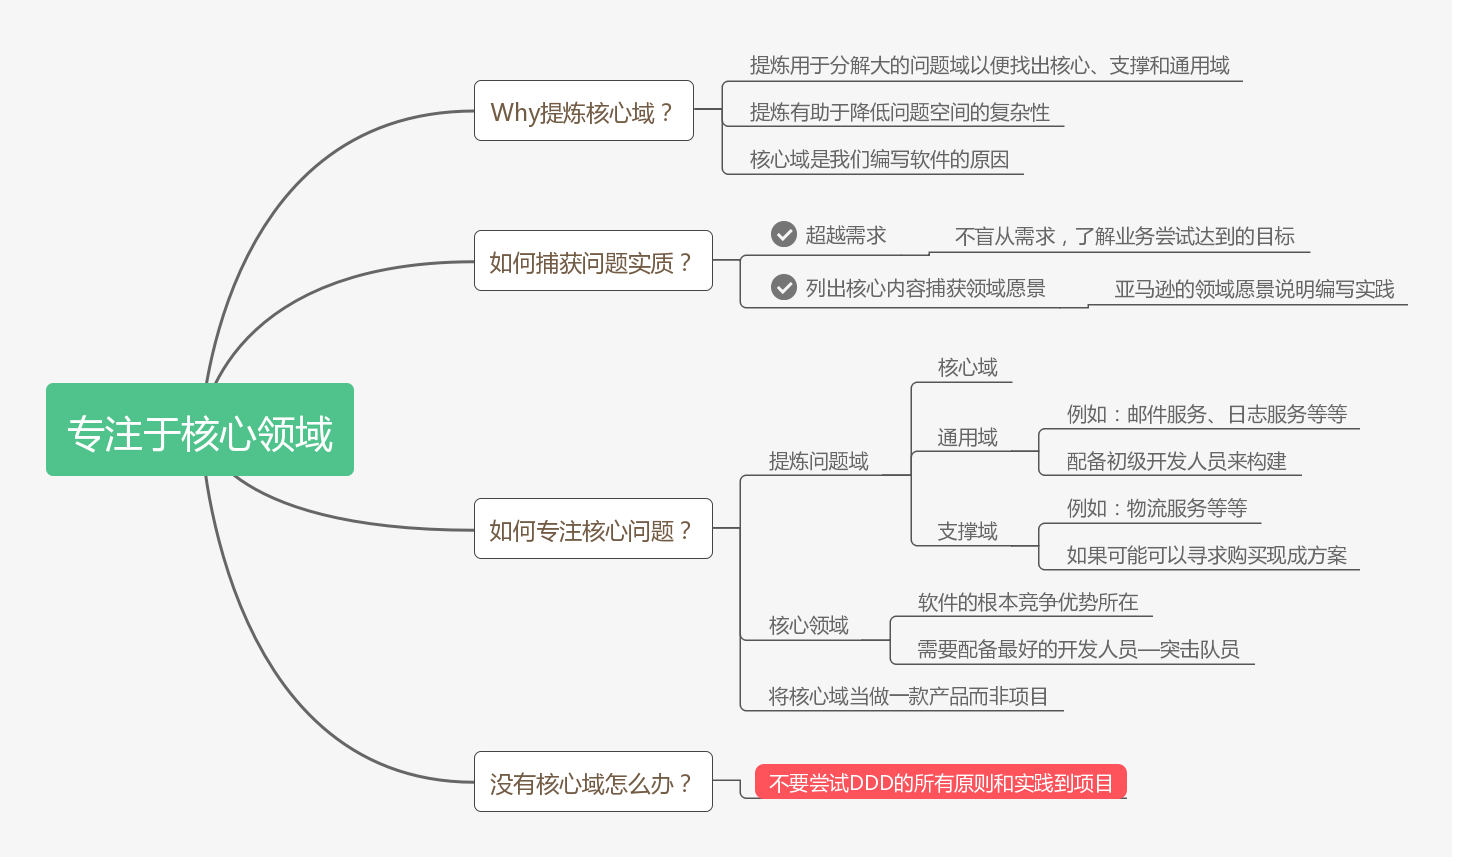 专注于核心领域
Why提炼核心域？
提炼用于分解大的问题域以便找出核心、支撑和通用域
提炼有助于降低问题空间的复杂性
核心域是我们编写软件的原因
如何捕获问题实质？
超越需求
不盲从需求，了解业务尝试达到的目标
列出核心内容捕获领域愿景
亚马逊的领域愿景说明编写实践
如何专注核心问题？
提炼问题域
核心域
通用域
例如：邮件服务、日志服务等等
配备初级开发人员来构建
支撑域
例如：物流服务等等
如果可能可以寻求购买现成方案
核心领域
软件的根本竞争优势所在
需要配备最好的开发人员—突击队员
将核心域当做一款产品而非项目
没有核心域怎么办？
不要尝试DDD的所有原则和实践到项目